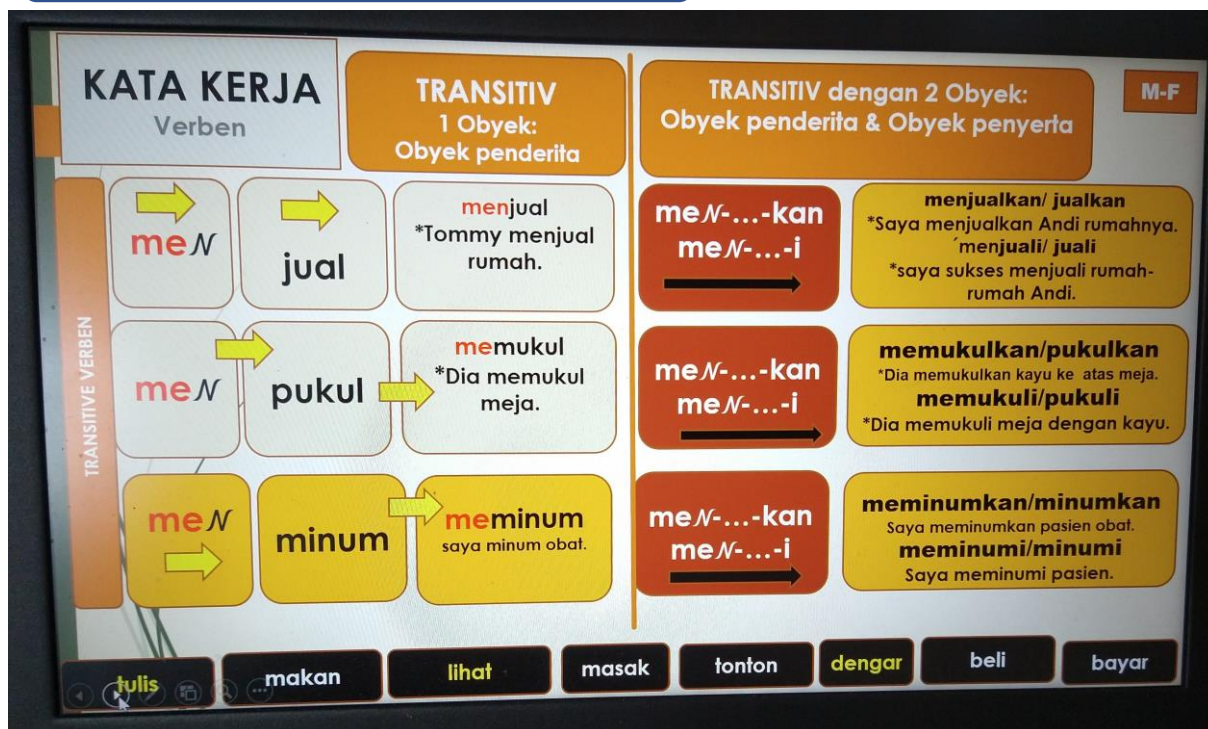 KATA KERJA
Verben
TRANSITIV
1 Obyek:
Obyek penderita
TRANSITIV dengan 2 Obyek:
Obyek penderita & Obyek penyerta
M-F
TRANSITIVE VERBEN
meN
jual
menjual
*Tommy menjual
rumah.
meN-...-kan
meN-...-i
menjualkan/ jualkan
*Saya menjualkan Andi rumahnya.
´menjuali/ juali
*saya sukses menjuali rumah-
rumah Andi.
meN
pukul
memukul
*Dia memukul
meja.
meN-...-kan
meN-...-i
memukulkan/pukulkan
*Dia memukulkan kayu ke atas meja.
memukuli/pukuli
*Dia memukuli meja dengan kayu.
meN
minum
meminum
saya minum obat.
meN-...-kan
meN-...-i
meminumkan/minumkan
Saya meminumkan pasien obat.
meminumi/minumi
Saya meminumi pasien.
tulis
makan
lihat
masak
tonton
dengar
beli
bayar